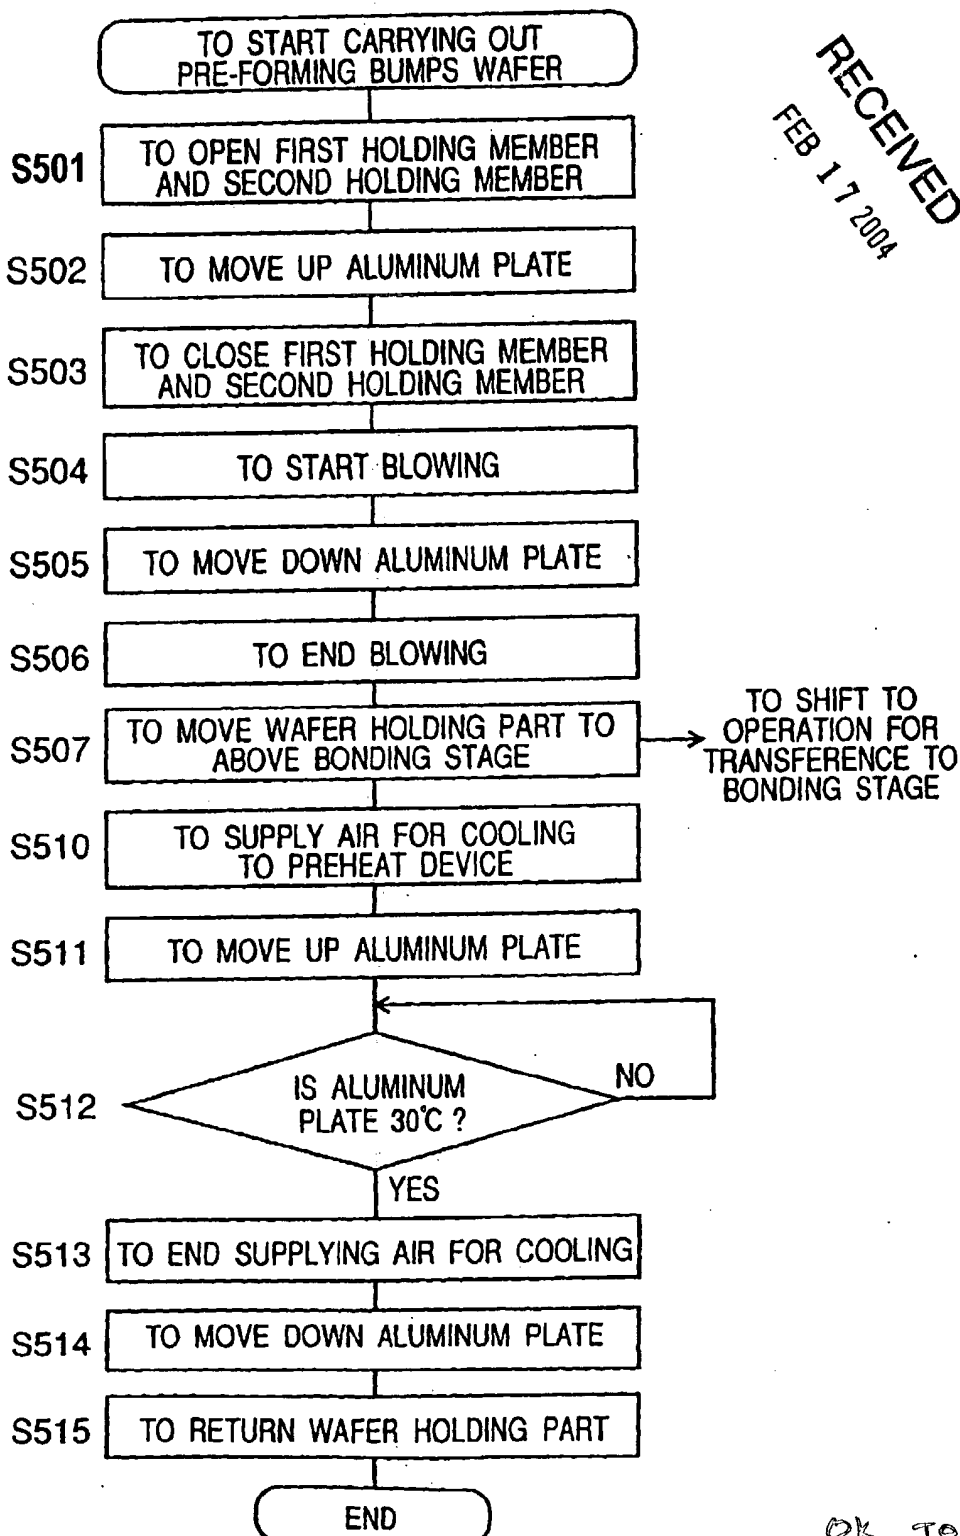 TO START CARRYING OUT
PRE-FORMING BUMPS WAFER
RECEIVED
FEB 17 2004
S501
TO OPEN FIRST HOLDING MEMBER
AND SECOND HOLDING MEMBER
S502
TO MOVE UP ALUMINUM PLATE
S503
TO CLOSE FIRST HOLDING MEMBER
AND SECOND HOLDING MEMBER
S504
TO START BLOWING
S505
TO MOVE DOWN ALUMINUM PLATE
S506
TO END BLOWING
S507
TO MOVE WAFER HOLDING PART TO
ABOVE BONDING STAGE
TO SHIFT TO
OPERATION FOR
TRANSFERENCE TO
BONDING STAGE
S510
TO SUPPLY AIR FOR COOLING
TO PREHEAT DEVICE
S511
TO MOVE UP ALUMINUM PLATE
S512
IS ALUMINUM
PLATE 30°C ?
NO
YES
S513
TO END SUPPLYING AIR FOR COOLING
S514
TO MOVE DOWN ALUMINUM PLATE
S515
TO RETURN WAFER HOLDING PART
END
OK TO